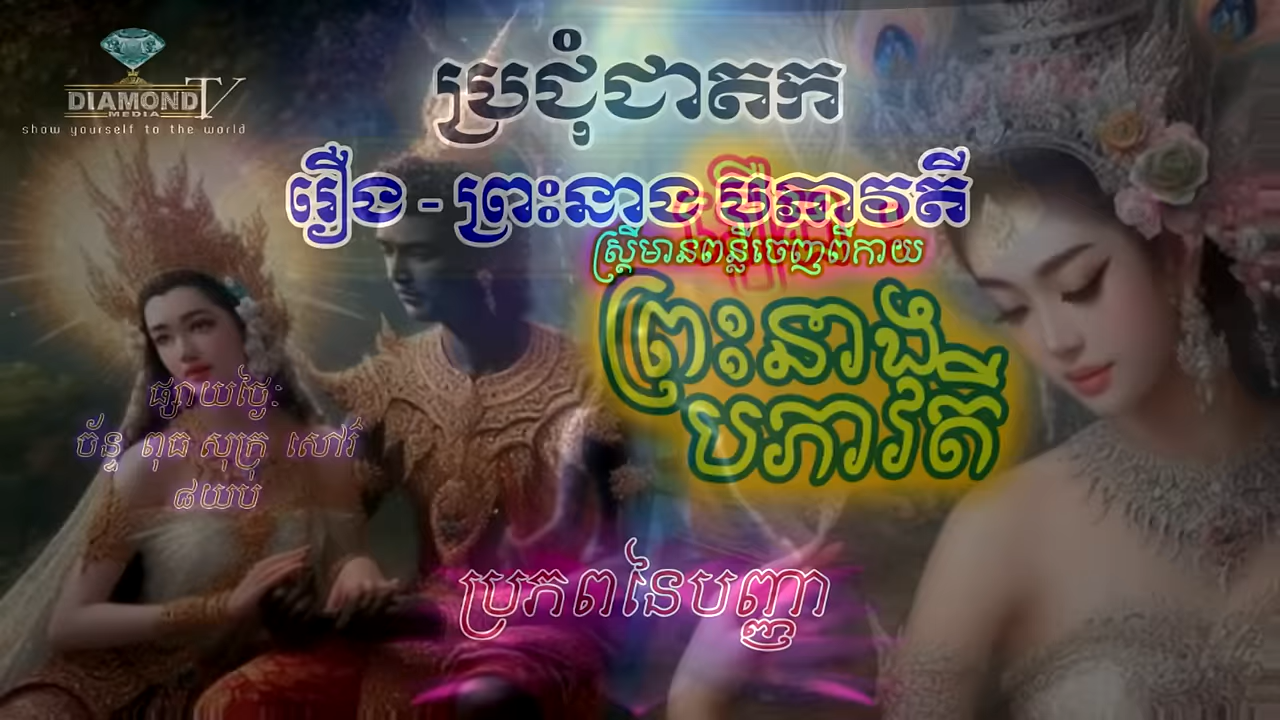 DIAMOND TV
MEDIA
show yourself to the world
ប្រជុំជាតក
រឿង - ព្រះនាង បភាវតី
ស្ត្រីមានពន្លឺចេញពីកាយ
ព្រះនាង
បភាវតី
ផ្សាយថ្ងៃៈ
ច័ន្ទ ពុធ សុក្រ សៅរ៍
៨យប់
ប្រភពនៃបញ្ញា